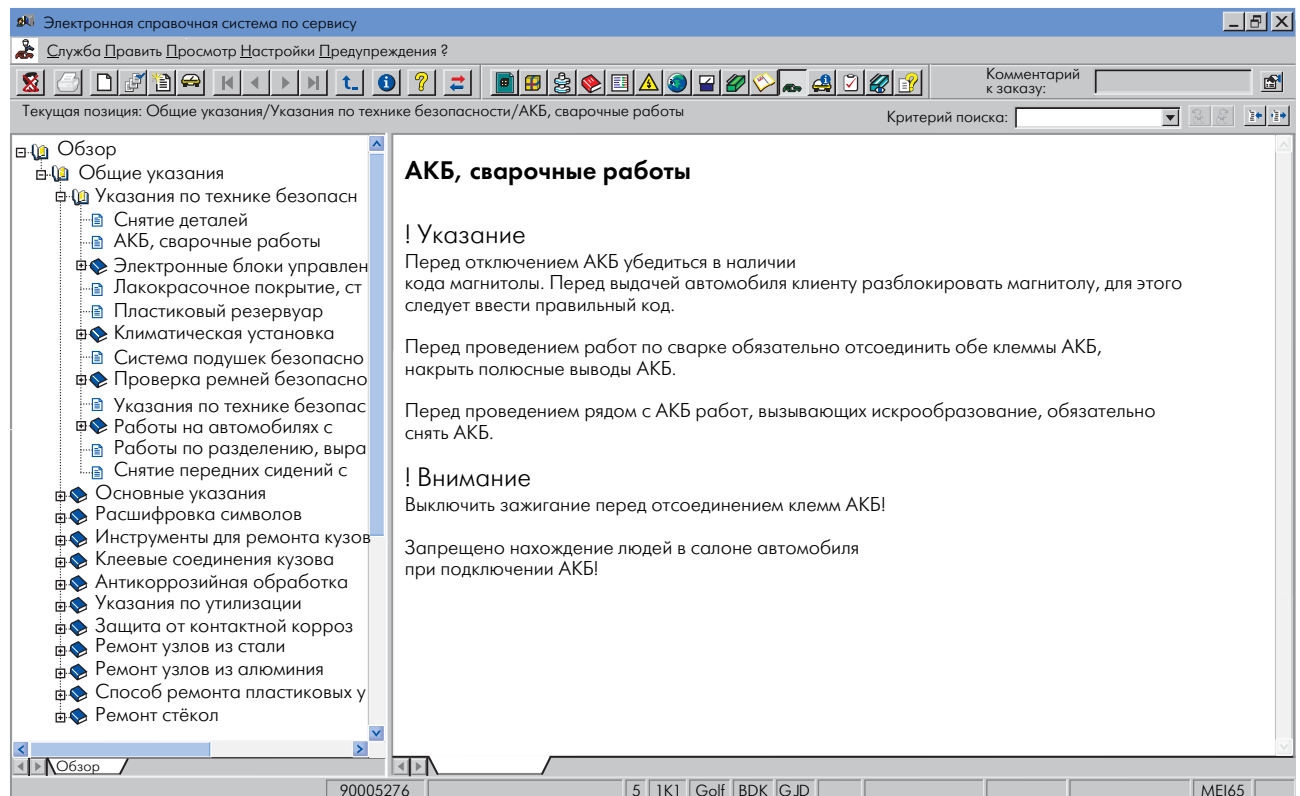 Электронная справочная система по сервису
Служба Править Просмотр Настройки Предупреждения ?
Комментарий
к заказу:
Текущая позиция: Общие указания/Указания по технике безопасности/АКБ, сварочные работы
Критерий поиска:
Обзор
Общие указания
Указания по технике безопасн
Снятие деталей
АКБ, сварочные работы
Электронные блоки управлен
Лакокрасочное покрытие, ст
Пластиковый резервуар
Климатическая установка
Система подушек безопасно
Проверка ремней безопасно
Указания по технике безопас
Работы на автомобилях с
Работы по разделению, выра
Снятие передних сидений с
Основные указания
Расшифровка символов
Инструменты для ремонта кузов
Клеевые соединения кузова
Антикоррозийная обработка
Указания по утилизации
Защита от контактной корроз
Ремонт узлов из стали
Ремонт узлов из алюминия
Способ ремонта пластиковых у
Ремонт стёкол
Обзор
АКБ, сварочные работы
! Указание
Перед отключением АКБ убедиться в наличии
кода магнитолы. Перед выдачей автомобиля клиенту разблокировать магнитолу, для этого
следует ввести правильный код.
Перед проведением работ по сварке обязательно отсоединить обе клеммы АКБ,
накрыть полюсные выводы АКБ.
Перед проведением рядом с АКБ работ, вызывающих искрообразование, обязательно
снять АКБ.
! Внимание
Выключить зажигание перед отсоединением клемм АКБ!
Запрещено нахождение людей в салоне автомобиля
при подключении АКБ!
90005276 5 1K1 Golf BDK GJD MEI65